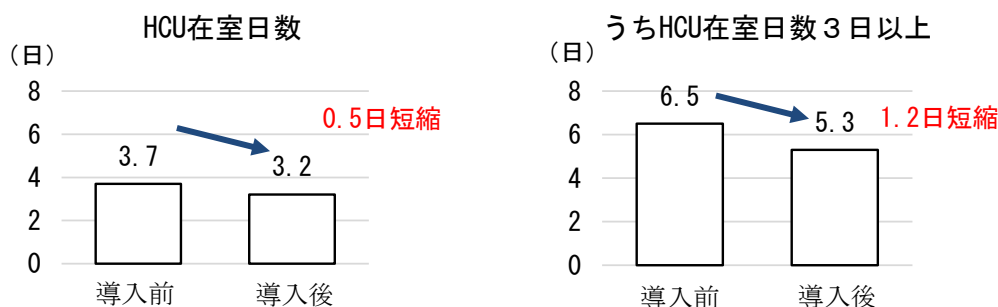 HCU在室日数
(日)
8
6
4
2
0
3.7
3.2
0.5日短縮
導入前
導入後
うちHCU在室日数３日以上
(日)
8
6
4
2
0
6.5
5.3
1.2日短縮
導入前
導入後